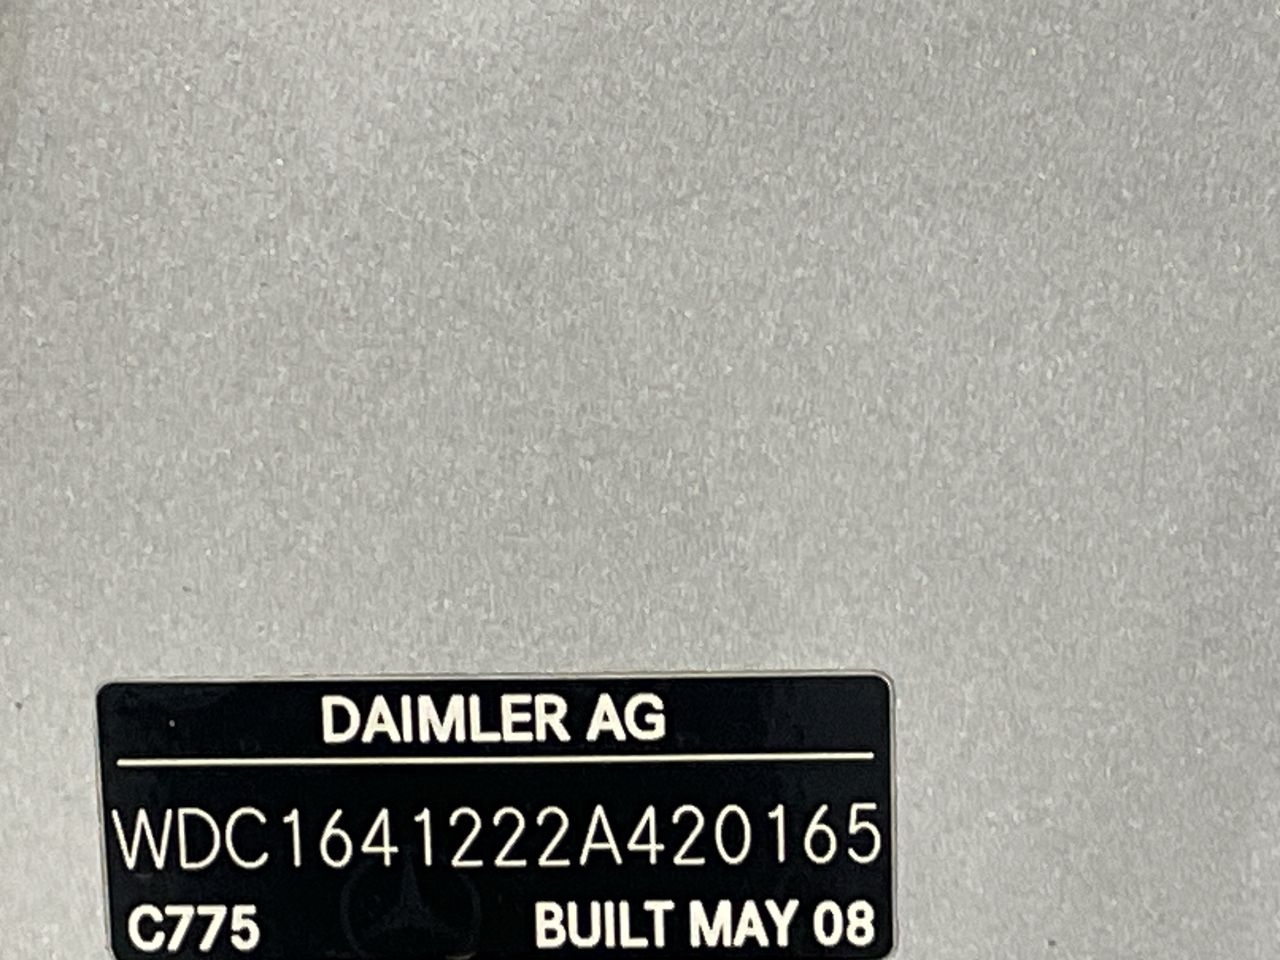 DAIMLER AG
WDC1641222A420165
C775 BUILT MAY 08